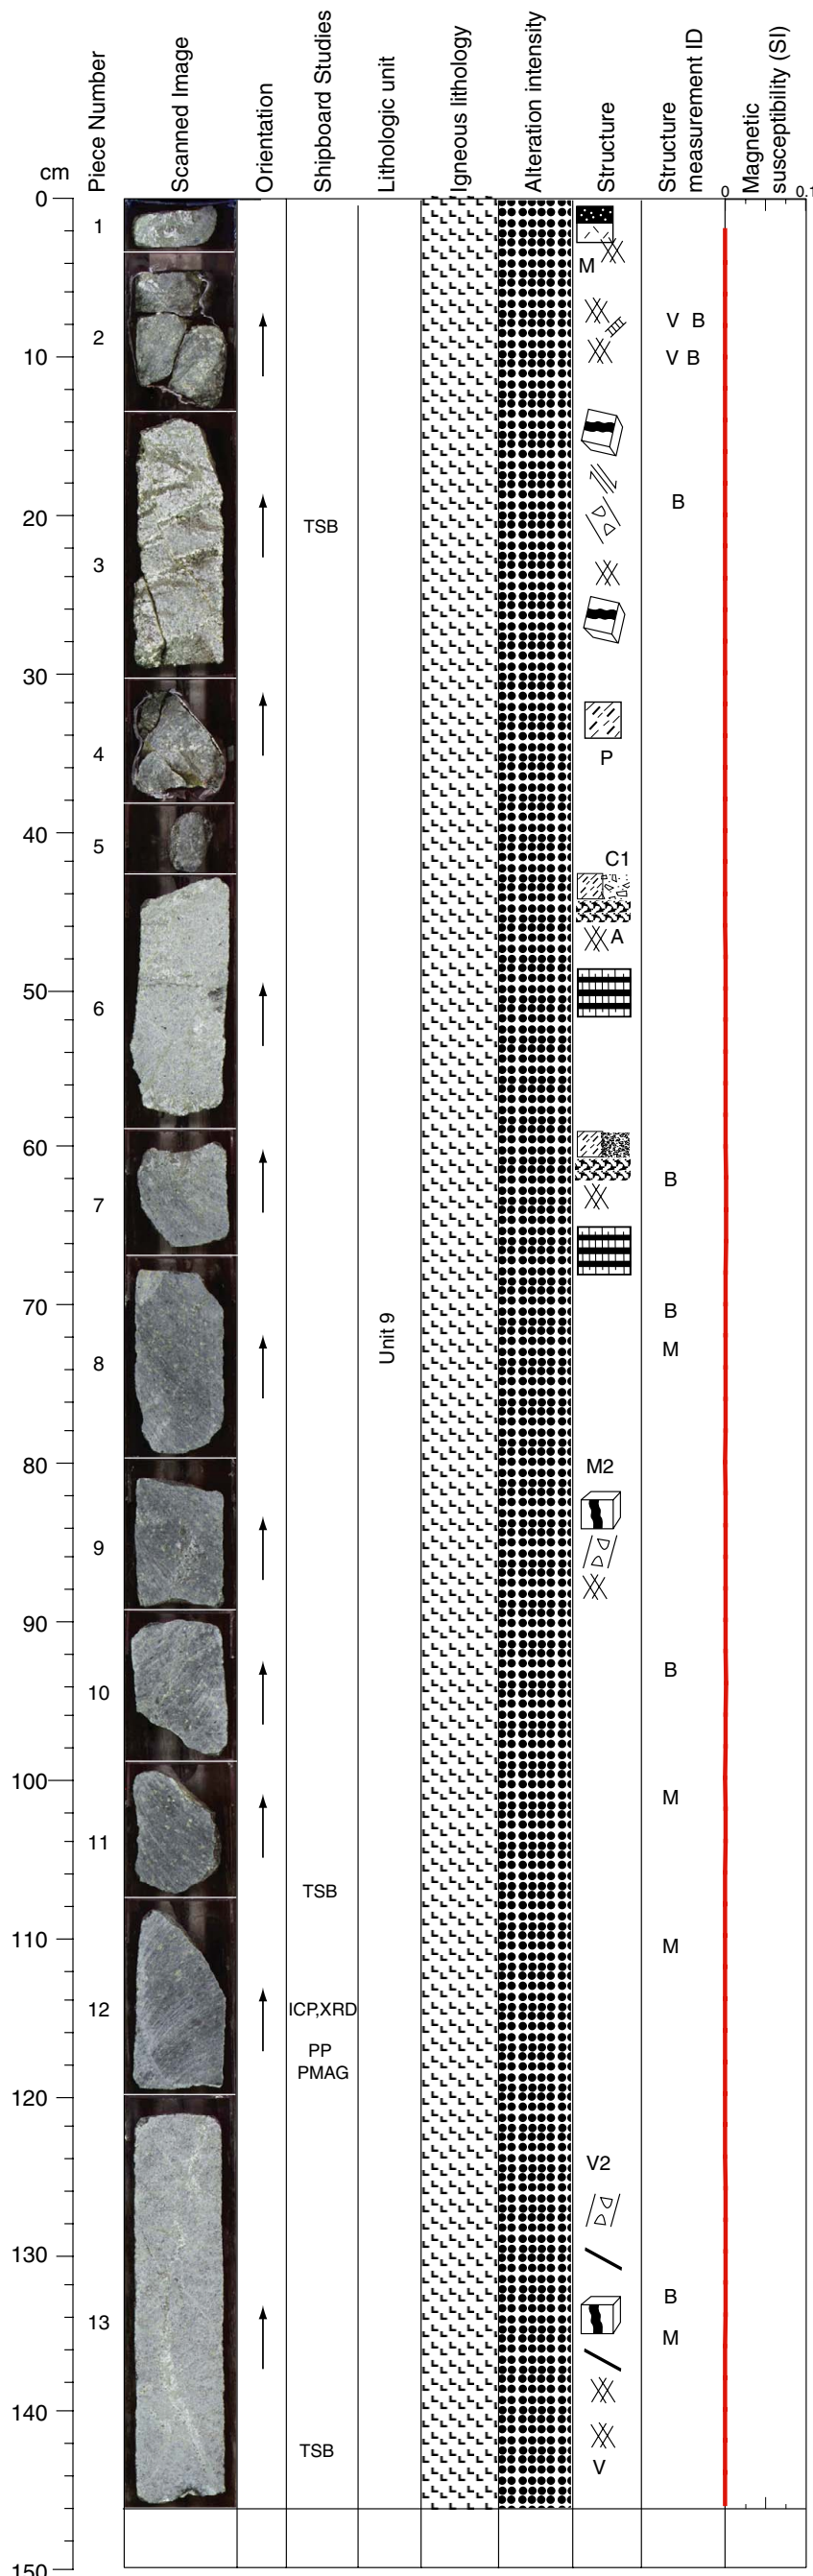 cm
Piece Number
Scanned Image
Orientation
Shipboard Studies
Lithologic unit
Igneous lithology
Alteration intensity
Structure
Structure
measurement ID
Magnetic
susceptibility (SI)
0 0.1
0
1
M
2
V B
10
V B
B
20
TSB
3
30
4
P
40
5
C1
A
50
6
60
B
7
70
B
Unit 9
8
M
80
M2
9
90
B
10
100
M
11
TSB
110
M
12
ICP,XRD
PP
PMAG
120
V2
130
B
13
M
140
TSB
V
150